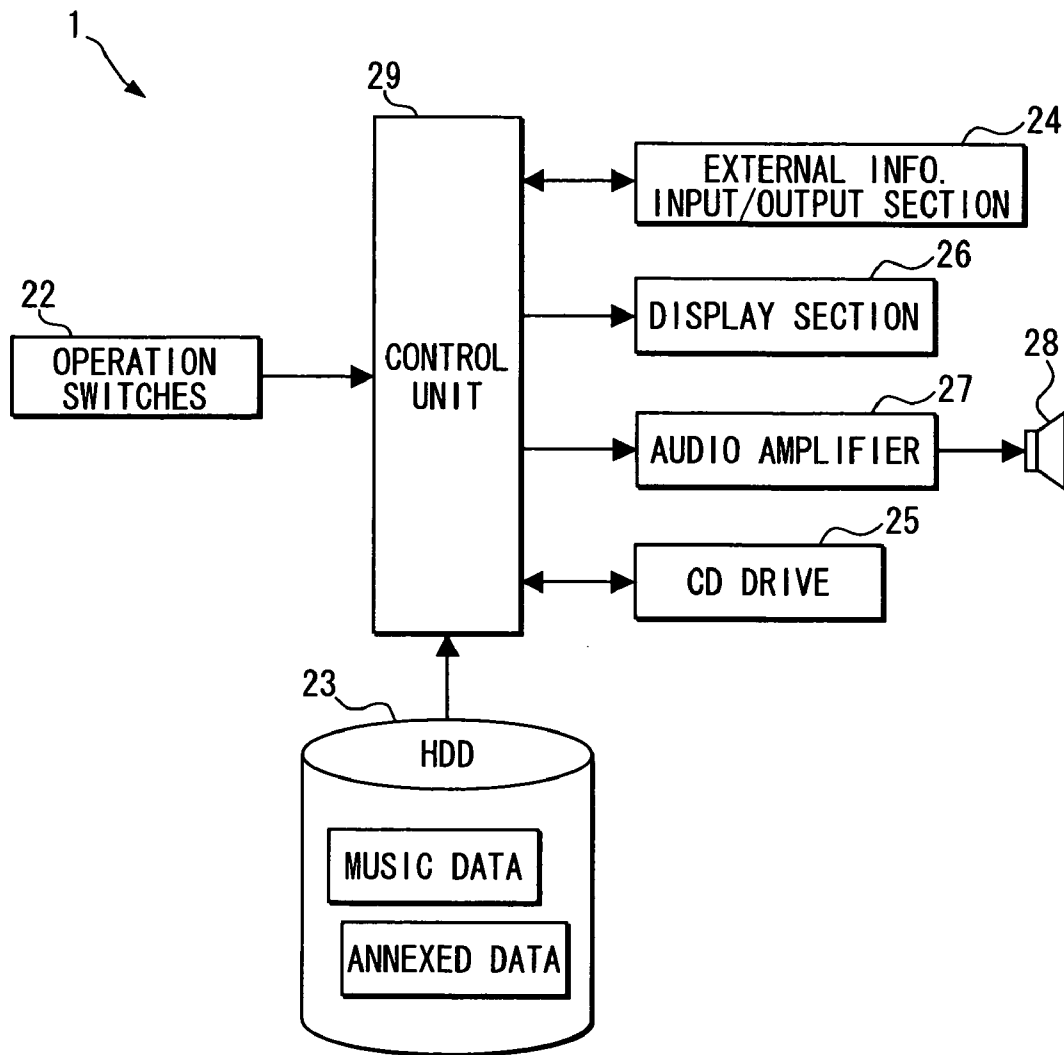 1
29
24
EXTERNAL INFO.
INPUT/OUTPUT SECTION
26
DISPLAY SECTION
22
OPERATION
SWITCHES
CONTROL
UNIT
28
27
AUDIO AMPLIFIER
25
CD DRIVE
23
HDD
MUSIC DATA
ANNEXED DATA